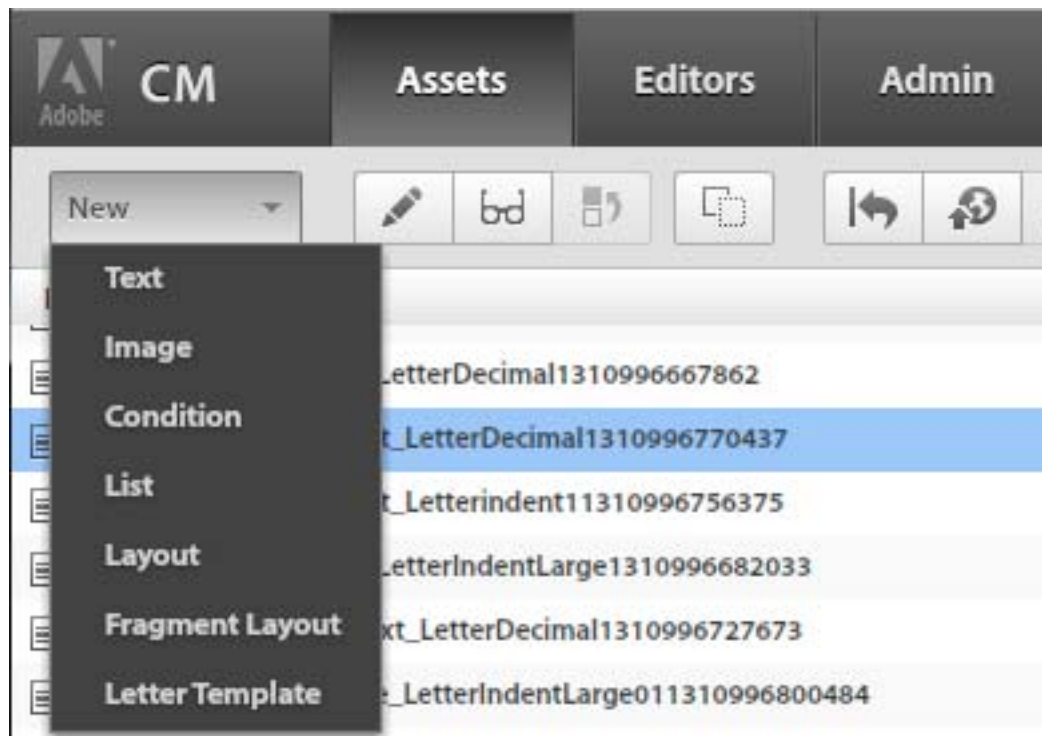 Adobe
CM
Assets
Editors
Admin
New
Text
Image
Condition
List
Layout
Fragment Layout
Letter Template
LetterDecimal1310996667862
t_LetterDecimal1310996770437
t_Letterindent11310996756375
LetterIndentLarge1310996682033
xt_LetterDecimal1310996727673
e_LetterIndentLarge011310996800484